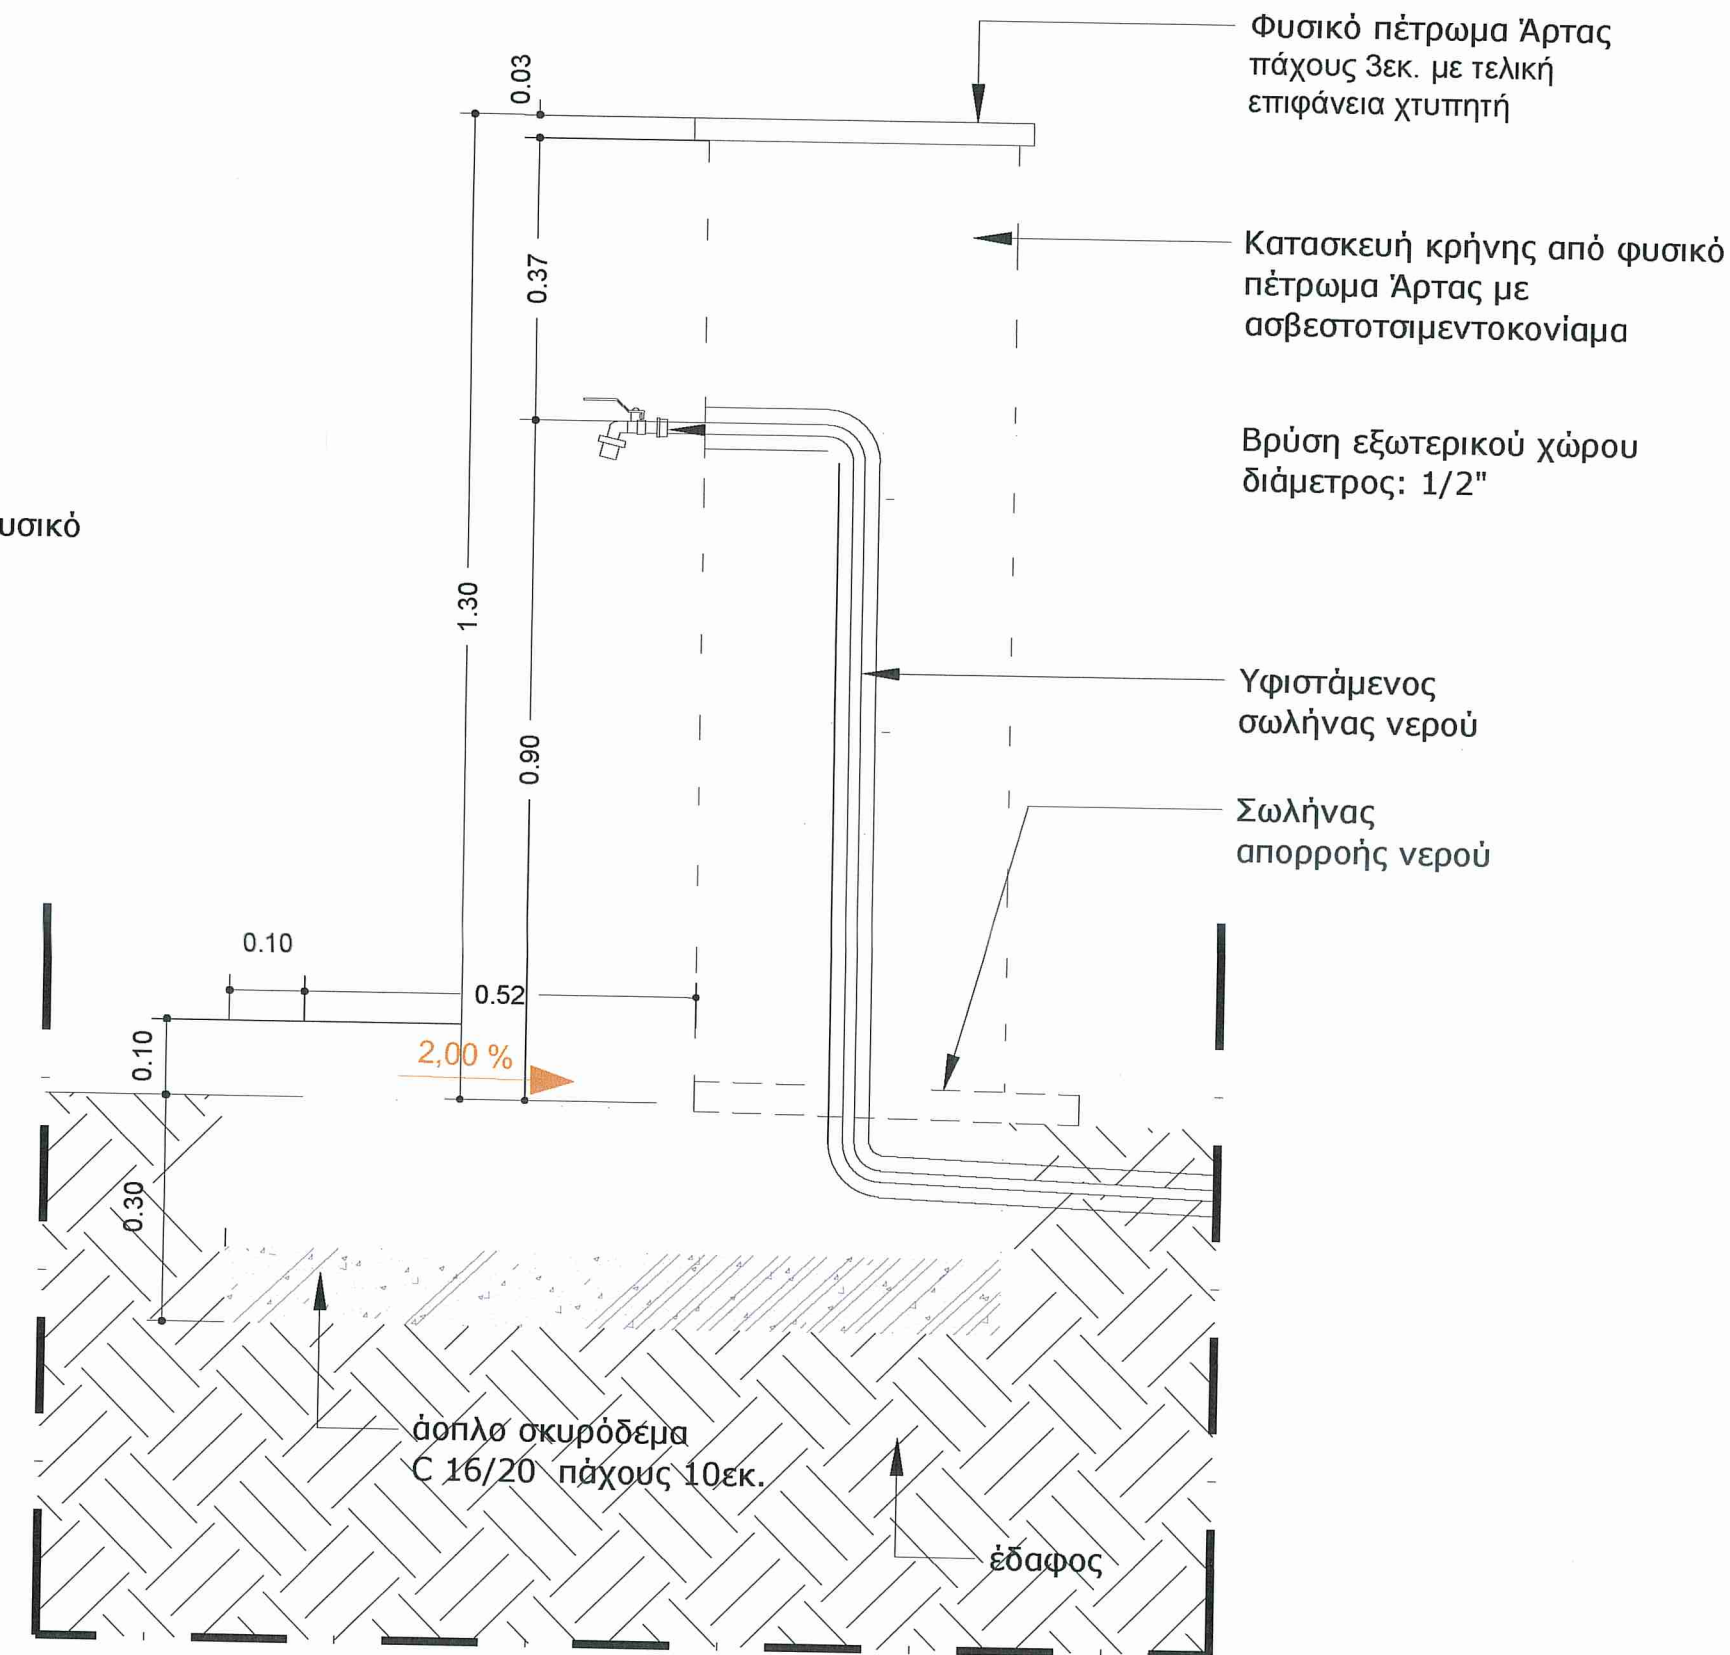 Φυσικό πέτρωμα Άρτας
πάχους 3εκ. με τελική
επιφάνεια χτυπητή
0.03
0.37
Κατασκευή κρήνης από φυσικό
πέτρωμα Άρτας με
ασβεστοτσιμεντοκονίαμα
Βρύση εξωτερικού χώρου
διάμετρος: 1/2"
υσικό
1.30
0.90
Υφιστάμενος
σωλήνας νερού
Σωλήνας
απορροής νερού
0.10
0.52
0.10
2,00 %
0.30
άοπλο σκυρόδεμα
C 16/20 πάχους 10εκ.
έδαφος